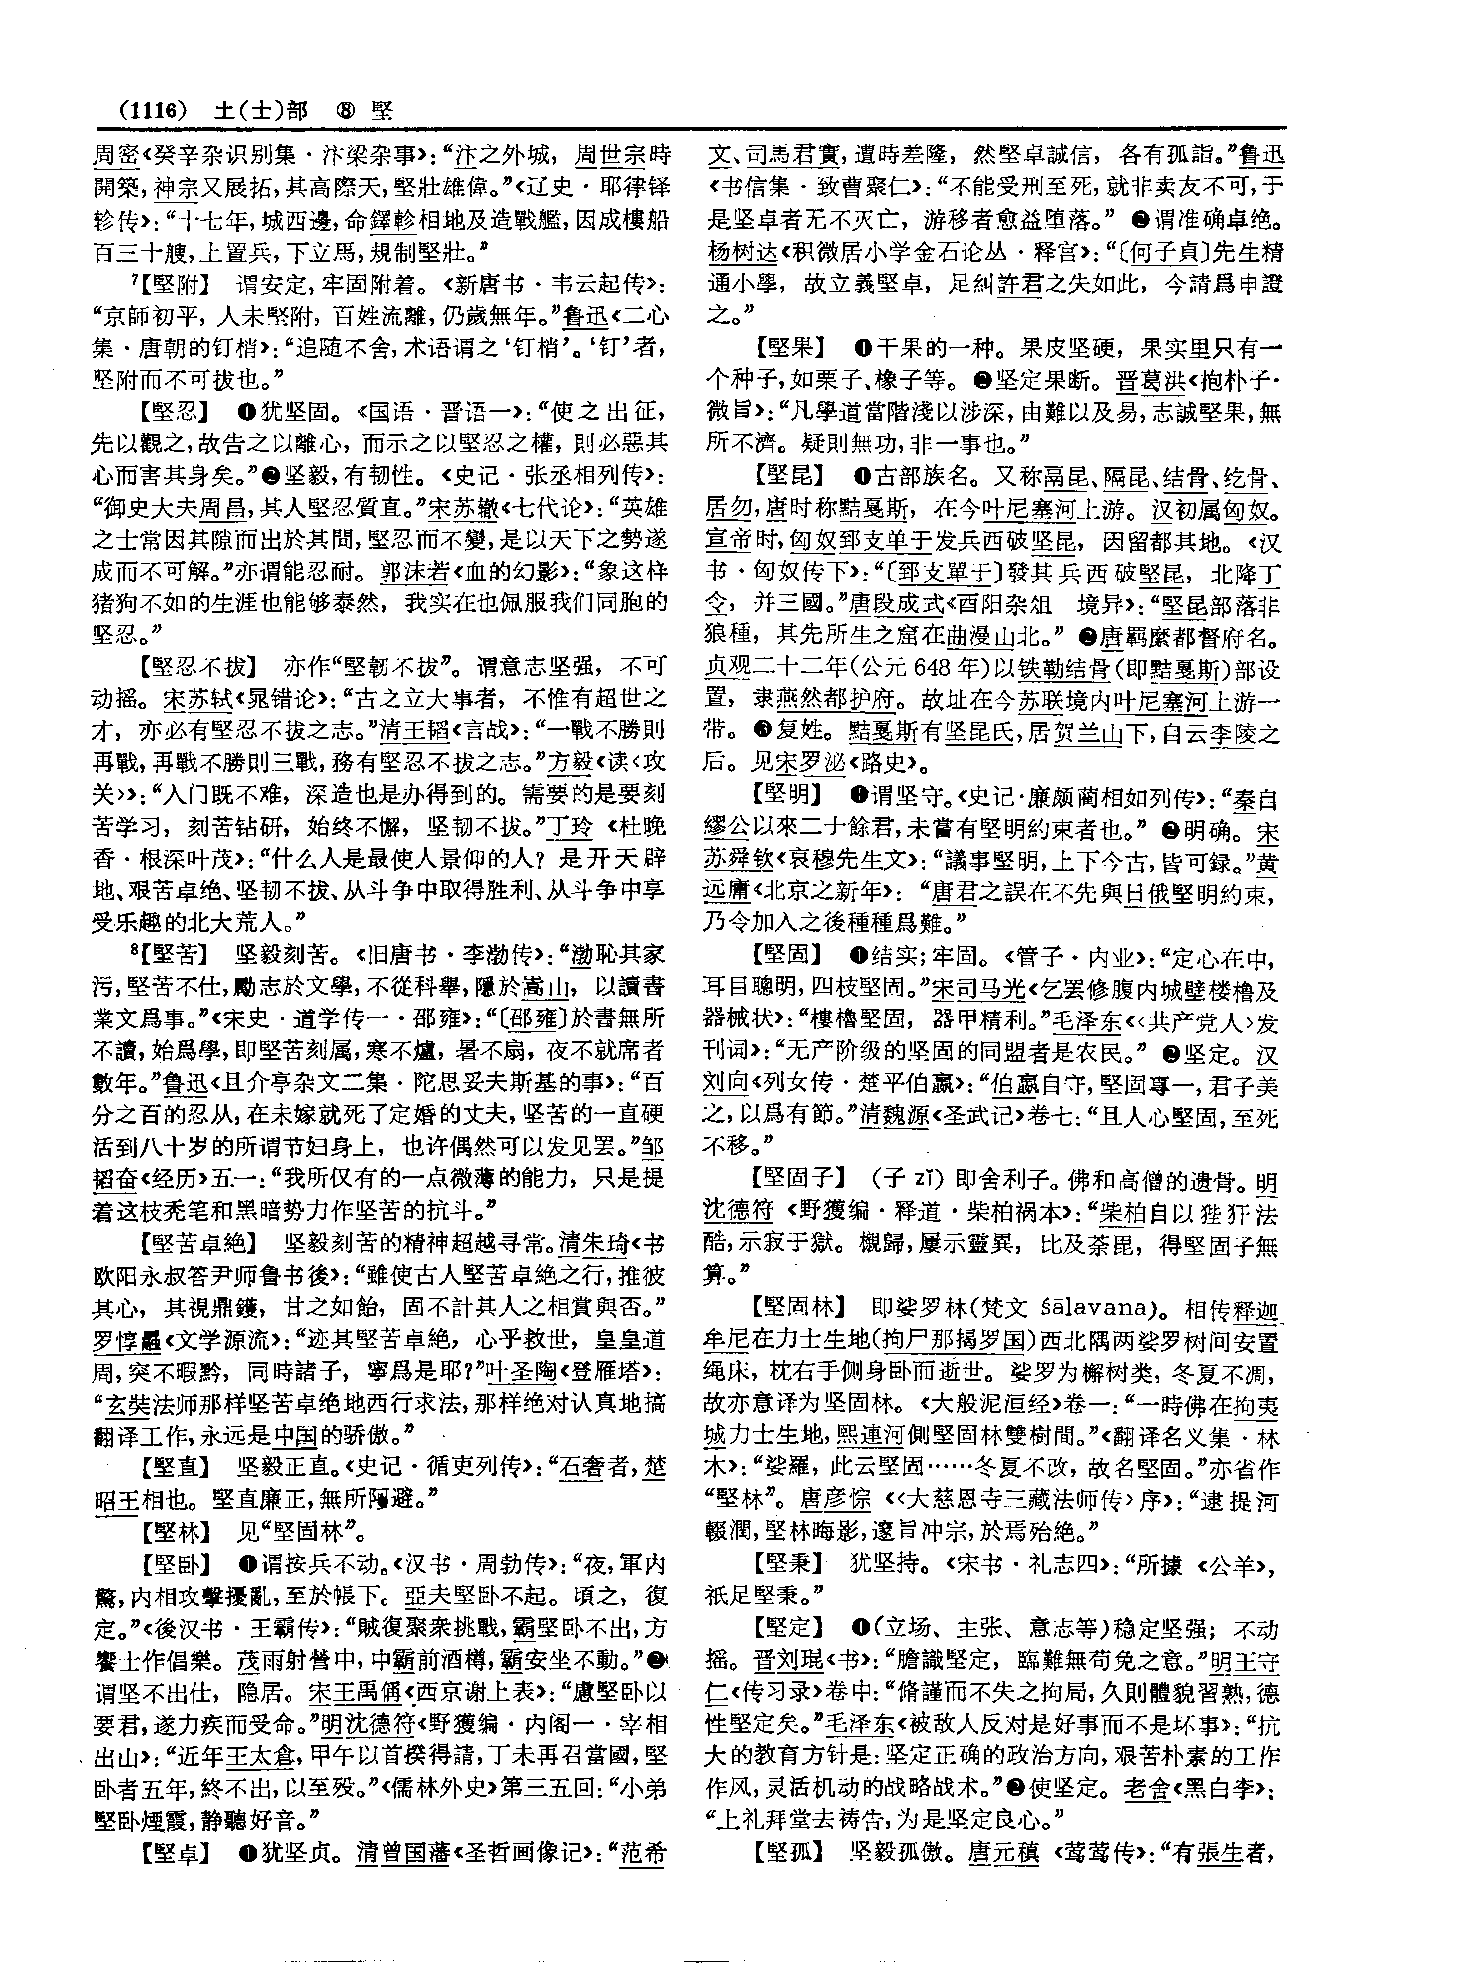 (1116)　土(士)部　⑧ 堅
周密《癸辛杂识别集·汴梁杂事》：“汴之外城，周世宗時
開築，神宗又展拓，其高際天，堅壯雄偉。”《辽史·耶律铎
轸传》：“十七年，城西邊，命鐸軫相地及造戰艦，因成樓船
百三十艘，上置兵，下立馬，規制堅壯。”
7【堅附】　谓安定，牢固附着。《新唐书·韦云起传》：
“京師初平，人未堅附，百姓流離，仍歲無年。”鲁迅《二心
集·唐朝的钉梢》：“追随不舍，术语谓之‘钉梢’。‘钉’者，
坚附而不可拔也。”
【堅忍】　❶犹坚固。《国语·晋语一》：“使之出征，
先以觀之，故告之以離心，而示之以堅忍之權，則必惡其
心而害其身矣。”❷坚毅，有韧性。《史记·张丞相列传》：
“御史大夫周昌，其人堅忍質直。”宋苏辙《七代论》：“英雄
之士常因其隙而出於其間，堅忍而不變，是以天下之勢遂
成而不可解。”亦谓能忍耐。郭沫若《血的幻影》：“象这样
猪狗不如的生涯也能够泰然，我实在也佩服我们同胞的
坚忍。”
【堅忍不拔】　亦作“堅韌不拔”。谓意志坚强，不可
动摇。宋苏轼《晁错论》：“古之立大事者，不惟有超世之
才，亦必有堅忍不拔之志。”清王韬《言战》：“一戰不勝則
再戰，再戰不勝則三戰，務有堅忍不拔之志。”方毅《读〈攻
关〉》：“入门既不难，深造也是办得到的。需要的是要刻
苦学习，刻苦钻研，始终不懈，坚韧不拔。”丁玲《杜晚
香·根深叶茂》：“什么人是最使人景仰的人？是开天辟
地、艰苦卓绝、坚韧不拔、从斗争中取得胜利、从斗争中享
受乐趣的北大荒人。”
8【堅苦】　坚毅刻苦。《旧唐书·李渤传》：“渤恥其家
污，堅苦不仕，勵志於文學，不從科舉，隱於嵩山，以讀書
業文爲事。”《宋史·道学传一·邵雍》：“〔邵雍〕於書無所
不讀，始爲學，即堅苦刻厲，寒不爐，暑不扇，夜不就席者
數年。”鲁迅《且介亭杂文二集·陀思妥夫斯基的事》：“百
分之百的忍从，在未嫁就死了定婚的丈夫，坚苦的一直硬
活到八十岁的所谓节妇身上，也许偶然可以发见罢。”邹
韬奋《经历》五一：“我所仅有的一点微薄的能力，只是提
着这枝秃笔和黑暗势力作坚苦的抗斗。”
【堅苦卓絶】　坚毅刻苦的精神超越寻常。清朱琦《书
欧阳永叔答尹师鲁书後》：“雖使古人堅苦卓絶之行，推彼
其心，其視鼎鑊，甘之如飴，固不計其人之相賞與否。”
罗惇曧《文学源流》：“迹其堅苦卓絶，心乎救世，皇皇道
周，突不暇黔，同時諸子，寧爲是耶？”叶圣陶《登雁塔》：
“玄奘法师那样坚苦卓绝地西行求法，那样绝对认真地搞
翻译工作，永远是中国的骄傲。”
【堅直】　坚毅正直。《史记·循吏列传》：“石奢者，楚
昭王相也。堅直廉正，無所阿避。”
【堅林】　见“堅固林”。
【堅卧】　❶谓按兵不动。《汉书·周勃传》：“夜，軍内
驚，内相攻擊擾亂，至於帳下。亞夫堅卧不起。頃之，復
定。”《後汉书·王霸传》：“賊復聚衆挑戰，霸堅卧不出，方
饗士作倡樂。茂雨射營中，中霸前酒樽，霸安坐不動。”❷
谓坚不出仕，隐居。宋王禹偁《西京谢上表》：“慮堅卧以
要君，遂力疾而受命。”明沈德符《野獲编·内阁一·宰相
出山》：“近年王太倉，甲午以首揆得請，丁未再召當國，堅
卧者五年，終不出，以至殁。”《儒林外史》第三五回：“小弟
堅卧煙霞，静聽好音。”
【堅卓】　❶犹坚贞。清曾国藩《圣哲画像记》：“范希
文、司馬君實，遭時差隆，然堅卓誠信，各有孤詣。”鲁迅
《书信集·致曹聚仁》：“不能受刑至死，就非卖友不可，于
是坚卓者无不灭亡，游移者愈益堕落。”❷谓准确卓绝。
杨树达《积微居小学金石论丛·释宫》：“〔何子貞〕先生精
通小學，故立義堅卓，足糾許君之失如此，今請爲申證
之。”
【堅果】　❶干果的一种。果皮坚硬，果实里只有一
个种子，如栗子、橡子等。❷坚定果断。晋葛洪《抱朴子·
微旨》：“凡學道當階淺以涉深，由難以及易，志誠堅果，無
所不濟。疑則無功，非一事也。”
【堅昆】　❶古部族名。又称鬲昆、隔昆、结骨、纥骨、
居勿，唐时称黠戛斯，在今叶尼塞河上游。汉初属匈奴。
宣帝时，匈奴郅支单于发兵西破坚昆，因留都其地。《汉
书·匈奴传下》：“〔郅支單于〕發其兵西破堅昆，北降丁
令，并三國。”唐段成式《酉阳杂俎　境异》：“堅昆部落非
狼種，其先所生之窟在曲漫山北。”❷唐羁縻都督府名。
贞观二十二年(公元 648 年)以铁勒结骨(即黠戛斯)部设
置，隶燕然都护府。故址在今苏联境内叶尼塞河上游一
带。❸复姓。黠戛斯有坚昆氏，居贺兰山下，自云李陵之
后。见宋罗泌《路史》。
【堅明】　❶谓坚守。《史记·廉颇蔺相如列传》：“秦自
繆公以來二十餘君，未嘗有堅明約束者也。”❷明确。宋
苏舜钦《哀穆先生文》：“議事堅明，上下今古，皆可録。”黄
远庸《北京之新年》：“唐君之誤在不先與日俄堅明約束，
乃令加入之後種種爲難。”
【堅固】　❶结实；牢固。《管子·内业》：“定心在中，
耳目聰明，四枝堅固。”宋司马光《乞罢修腹内城壁楼橹及
器械状》：“樓櫓堅固，器甲精利。”毛泽东《〈共产党人〉发
刊词》：“无产阶级的坚固的同盟者是农民。”❷坚定。汉
刘向《列女传·楚平伯嬴》：“伯嬴自守，堅固專一，君子美
之，以爲有節。”清魏源《圣武记》卷七：“且人心堅固，至死
不移。”
【堅固子】　(子 zǐ) 即舍利子。佛和高僧的遗骨。明
沈德符《野獲编·释道·柴柏祸本》：“柴柏自以狴犴法
酷，示寂于獄。櫬歸，屢示靈異，比及荼毘，得堅固子無
算。”
【堅固林】　即娑罗林(梵文 śālavana)。相传释迦
牟尼在力士生地(拘尸那揭罗国)西北隅两娑罗树间安置
绳床，枕右手侧身卧而逝世。娑罗为槲树类，冬夏不凋，
故亦意译为坚固林。《大般泥洹经》卷一：“一時佛在拘夷
城力士生地，熙連河側堅固林雙樹間。”《翻译名义集·林
木》：“娑羅，此云堅固……冬夏不改，故名堅固。”亦省作
“堅林”。唐彦悰《〈大慈恩寺三藏法师传〉序》：“逮提河
輟潤，堅林晦影，邃旨冲宗，於焉殆絶。”
【堅秉】　犹坚持。《宋书·礼志四》：“所據《公羊》，
祇足堅秉。”
【堅定】　❶(立场、主张、意志等)稳定坚强；不动
摇。晋刘琨《书》：“膽識堅定，臨難無苟免之意。”明王守
仁《传习录》卷中：“脩謹而不失之拘局，久則體貌習熟，德
性堅定矣。”毛泽东《被敌人反对是好事而不是坏事》：“抗
大的教育方针是：坚定正确的政治方向，艰苦朴素的工作
作风，灵活机动的战略战术。”❷使坚定。老舍《黑白李》：
“上礼拜堂去祷告，为是坚定良心。”
【堅孤】　坚毅孤傲。唐元稹《莺莺传》：“有張生者，